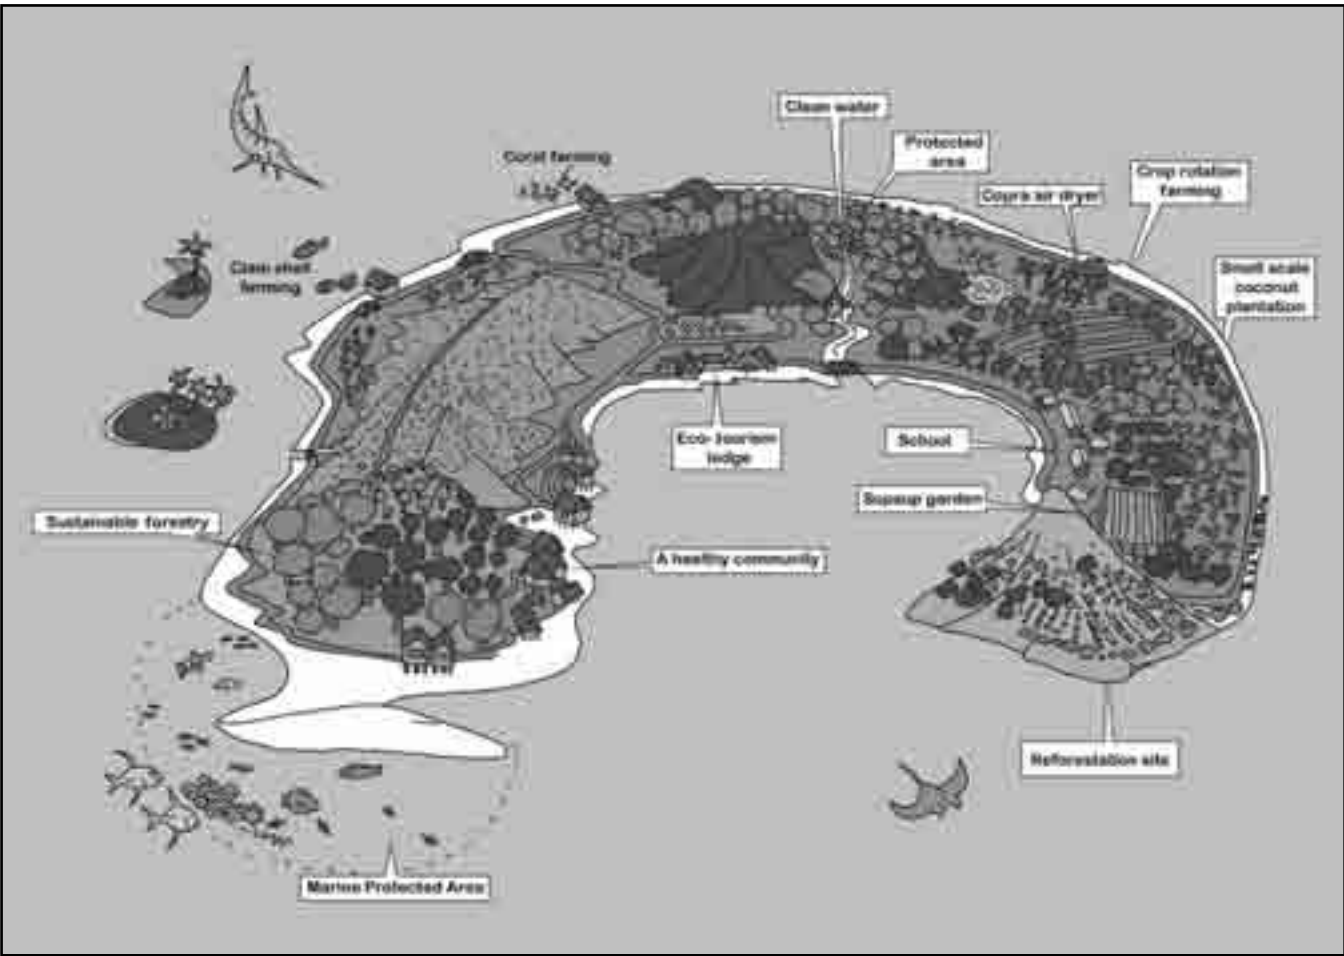 Clean water
Protected
area
Coral farming
Crop rotation
farming
Copra air dryer
Clam shell
farming
Small scale
coconut
plantation
Eco-tourism
lodge
School
Supsup garden
Sustainable forestry
A healthy community
Reforestation site
Marine Protected Area